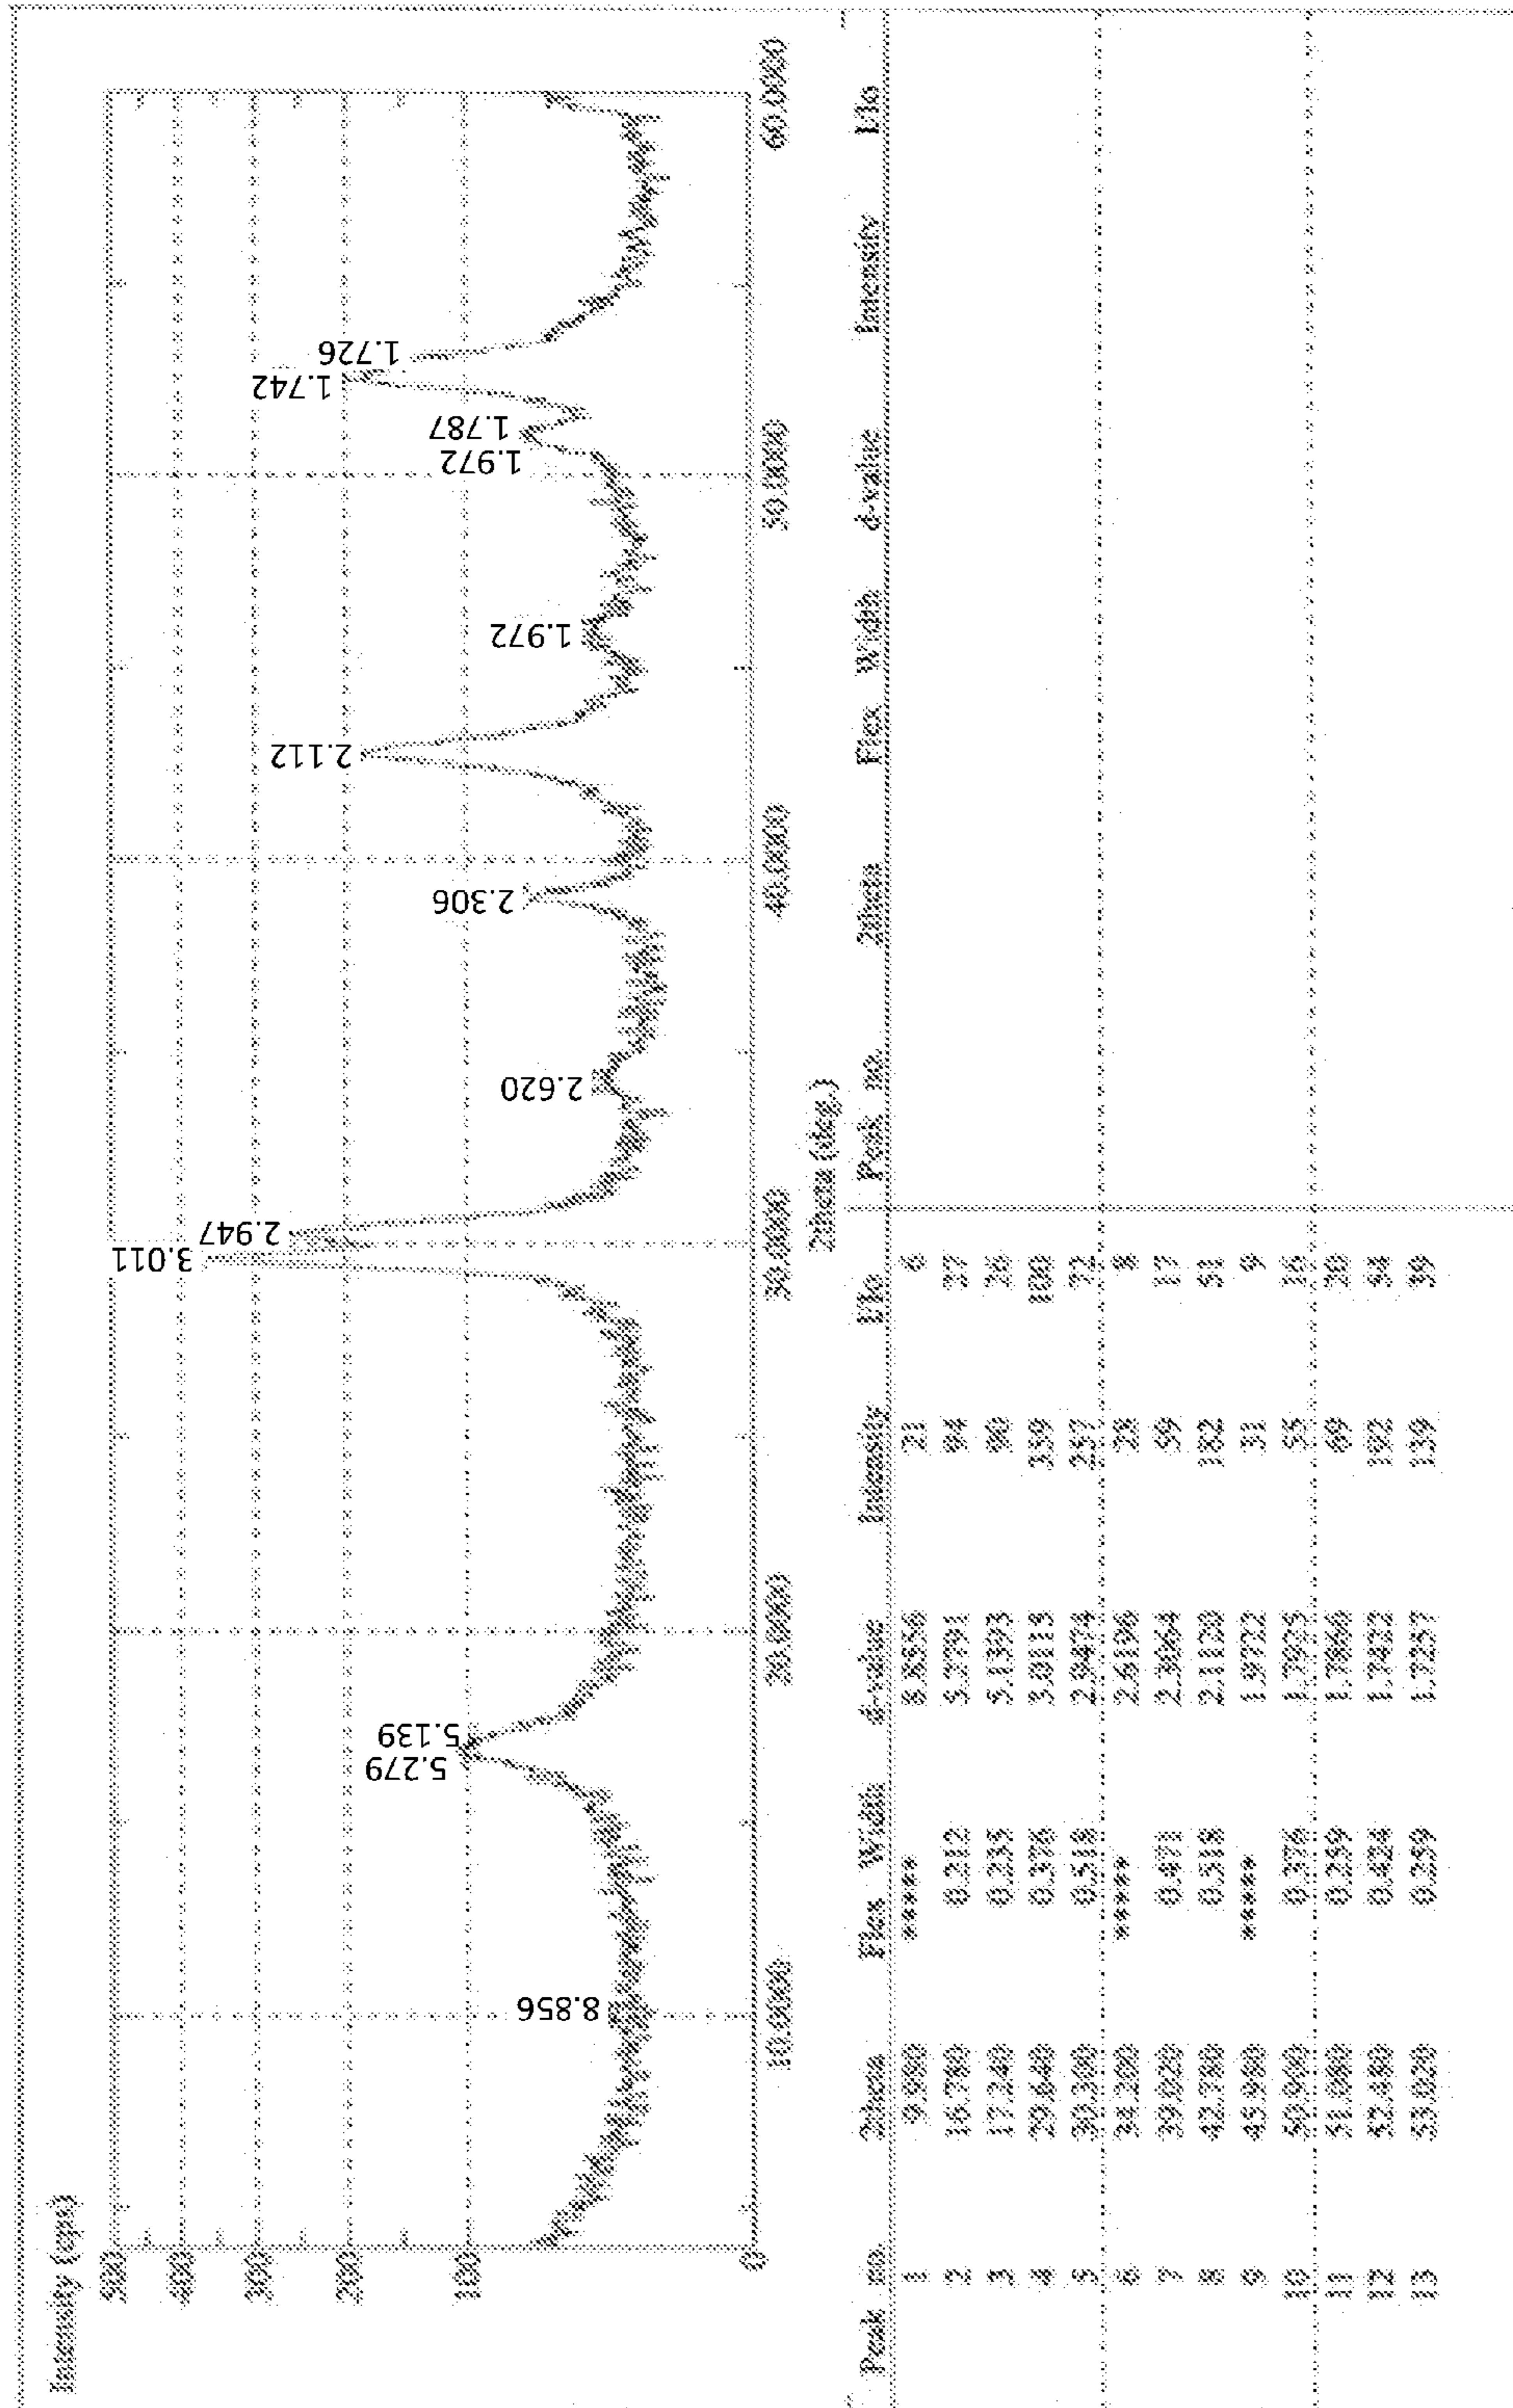 Intensity (cps)
500
400
300
200
100
0
8.856
5.279
5.139
3.011
2.947
2.620
2.306
2.112
1.972
1.972
1.787
1.742
1.726
10.0000 20.0000 30.0000 40.0000 50.0000 60.0000
2theta (deg.)
Peak no. 2theta Flex Width d-value Intensity I/Io Peak no. 2theta Flex Width d-value Intensity I/Io
1 9.980 ***** 8.8556 21 6
2 16.780 0.212 5.2791 94 27
3 17.240 0.235 5.1393 90 26
4 29.640 0.376 3.0115 359 100
5 30.300 0.518 2.9474 257 72
6 34.200 ***** 2.6196 28 8
7 39.020 0.471 2.3064 59 17
8 42.780 0.518 2.1120 182 51
9 45.980 ***** 1.9722 31 9
10 50.900 0.376 1.7925 55 16
11 51.080 0.259 1.7866 69 20
12 52.480 0.424 1.7422 192 54
13 53.020 0.259 1.7257 139 39